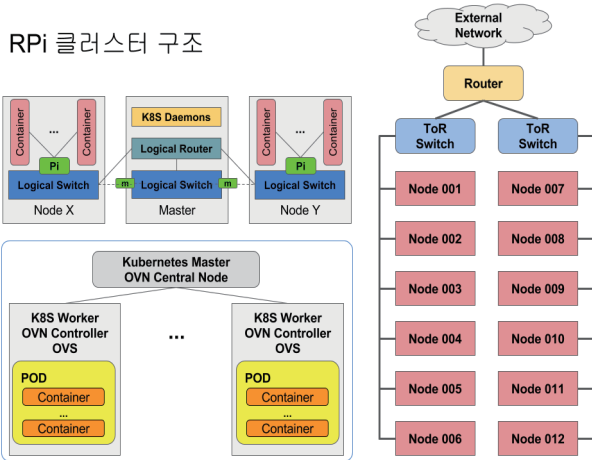 RPi 클러스터 구조
Container
...
Container
Pi
Logical Switch
Node X
K8S Daemons
Logical Router
m
Logical Switch
m
Master
Container
...
Container
Pi
Logical Switch
Node Y
Kubernetes Master
OVN Central Node
K8S Worker
OVN Controller
OVS
POD
Container
...
Container
...
K8S Worker
OVN Controller
OVS
POD
Container
...
Container
External
Network
Router
ToR
Switch
ToR
Switch
Node 001
Node 007
Node 002
Node 008
Node 003
Node 009
Node 004
Node 010
Node 005
Node 011
Node 006
Node 012